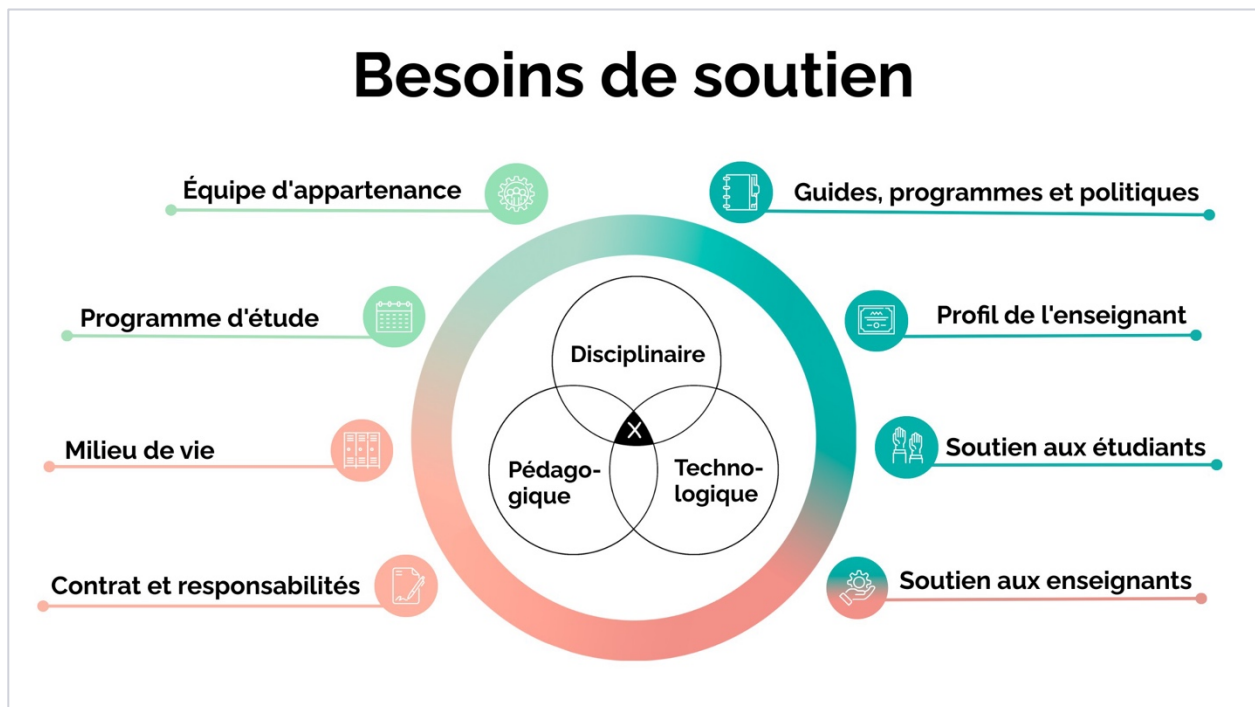 Besoins de soutien
Équipe d'appartenance
Programme d'étude
Milieu de vie
Contrat et responsabilités
Disciplinaire
Pédago-
gique
Techno-
logique
X
Guides, programmes et politiques
Profil de l'enseignant
Soutien aux étudiants
Soutien aux enseignants